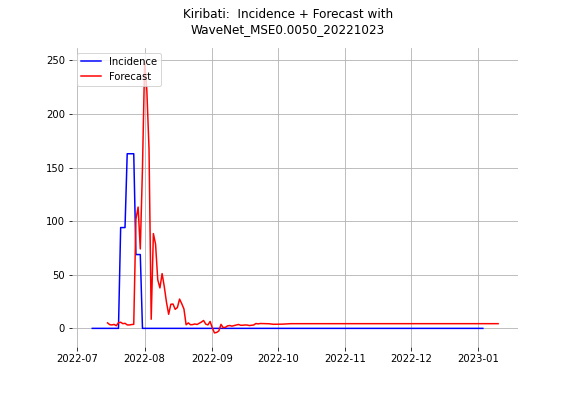 Kiribati:  Incidence + Forecast with
WaveNet_MSE0.0050_20221023
250
200
150
100
50
0
Incidence
Forecast
2022-07 2022-08 2022-09 2022-10 2022-11 2022-12 2023-01